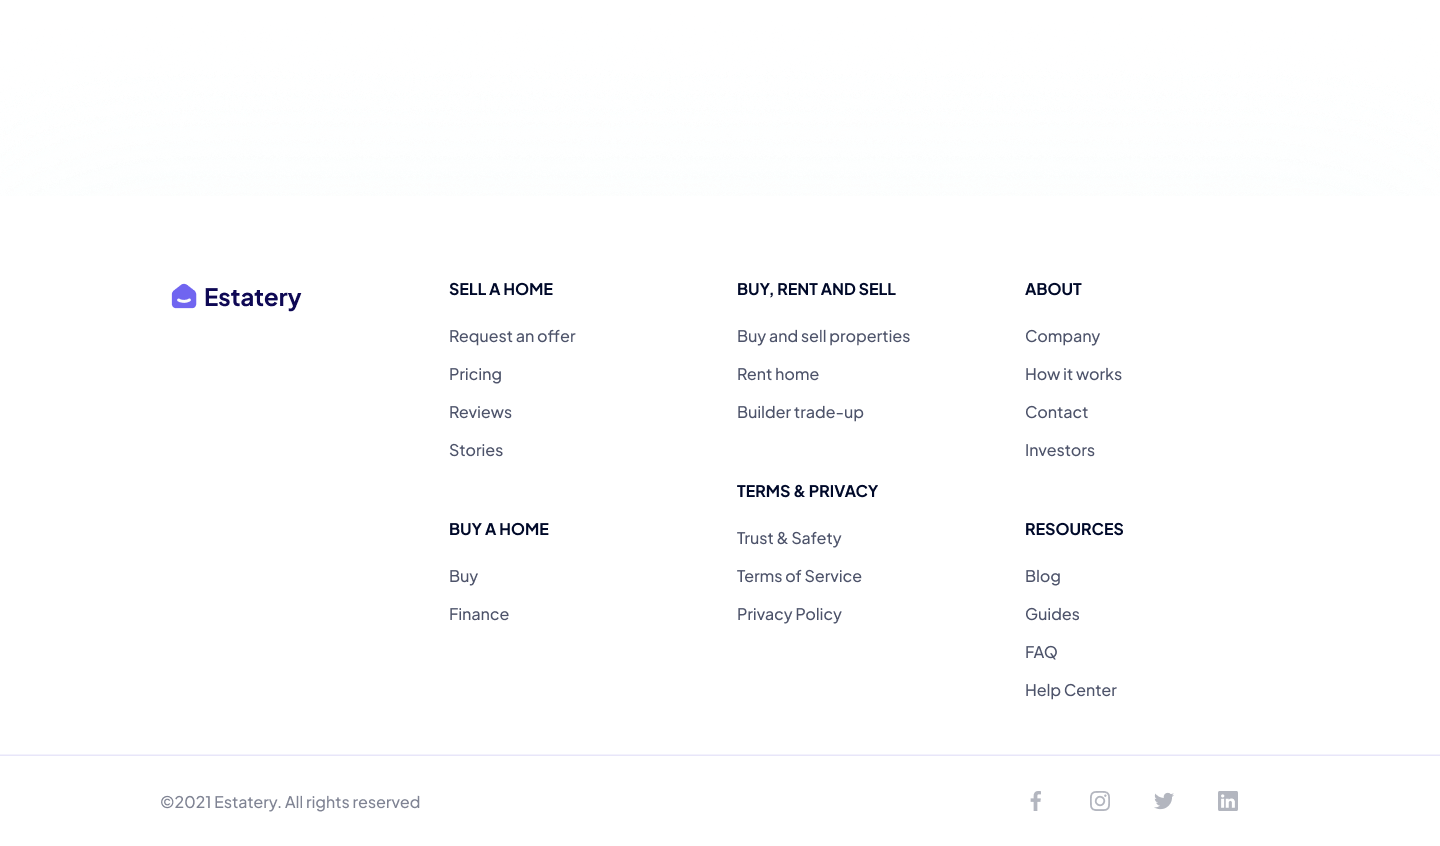 Estatery
SELL A HOME
Request an offer
Pricing
Reviews
Stories
BUY A HOME
Buy
Finance
BUY, RENT AND SELL
Buy and sell properties
Rent home
Builder trade-up
TERMS & PRIVACY
Trust & Safety
Terms of Service
Privacy Policy
ABOUT
Company
How it works
Contact
Investors
RESOURCES
Blog
Guides
FAQ
Help Center
©2021 Estatery. All rights reserved